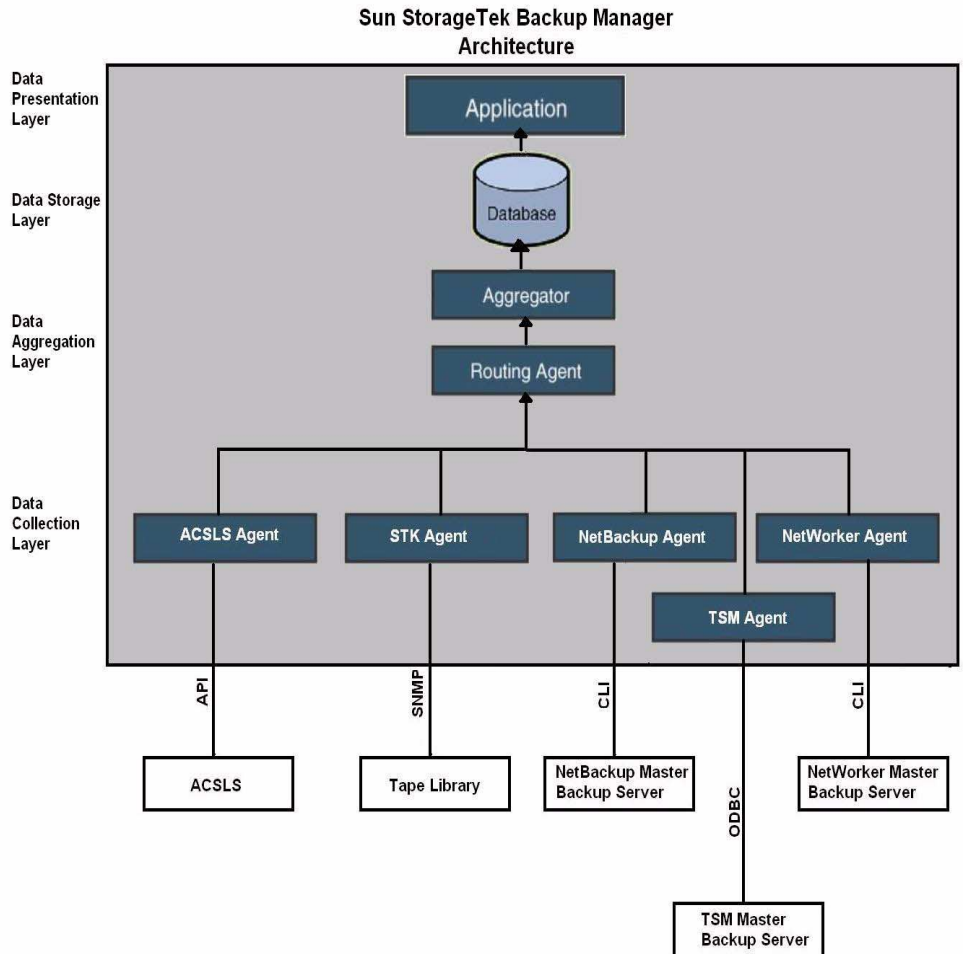 Sun StorageTek Backup Manager
Architecture
Data
Presentation
Layer
Application
Data Storage
Layer
Database
Data
Aggregation
Layer
Aggregator
Routing Agent
Data
Collection
Layer
ACSLS Agent
STK Agent
NetBackup Agent
NetWorker Agent
TSM Agent
API
SNMP
CLI
CLI
ODBC
ACSLS
Tape Library
NetBackup Master
Backup Server
NetWorker Master
Backup Server
TSM Master
Backup Server